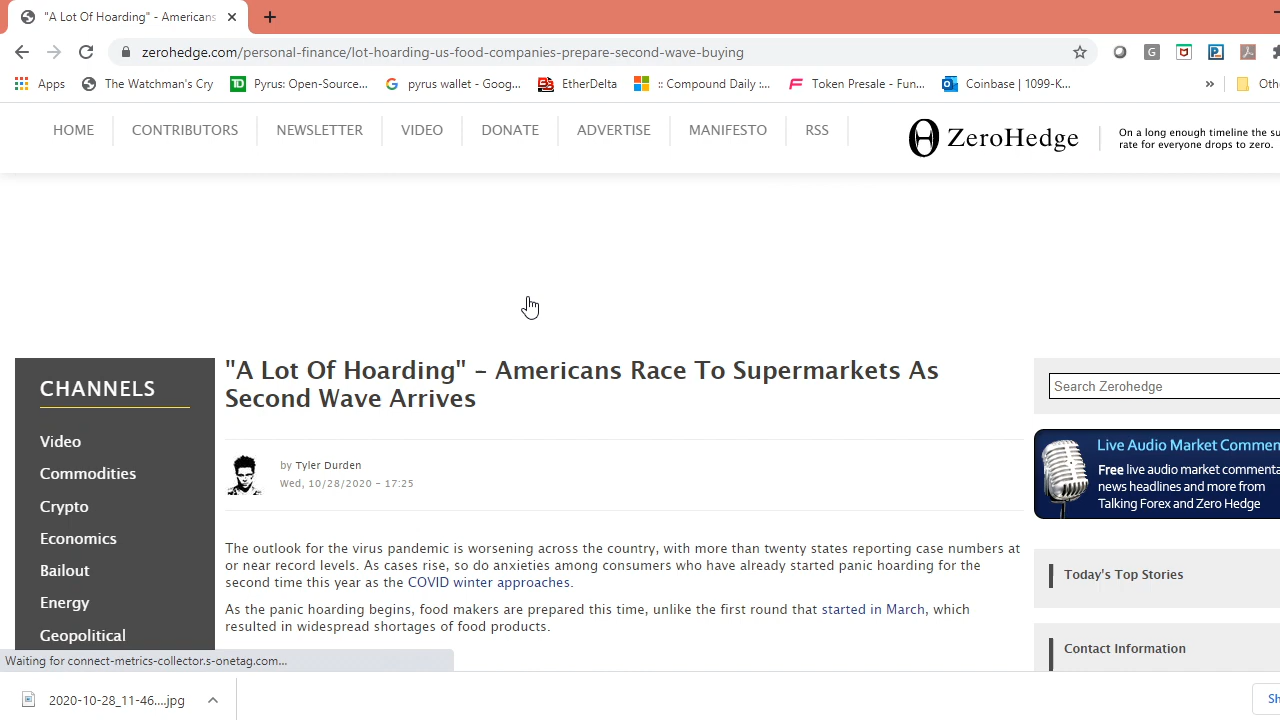 "A Lot Of Hoarding" - Americans
zerohedge.com/personal-finance/lot-hoarding-us-food-companies-prepare-second-wave-buying
Apps The Watchman's Cry Pyrus: Open-Source... pyrus wallet - Goog... EtherDelta :: Compound Daily :... Token Presale - Fun... Coinbase | 1099-K... » Oth
HOME CONTRIBUTORS NEWSLETTER VIDEO DONATE ADVERTISE MANIFESTO RSS
ZeroHedge
On a long enough timeline the su
rate for everyone drops to zero.
"A Lot Of Hoarding" – Americans Race To Supermarkets As
Second Wave Arrives
by Tyler Durden
Wed, 10/28/2020 - 17:25
The outlook for the virus pandemic is worsening across the country, with more than twenty states reporting case numbers at
or near record levels. As cases rise, so do anxieties among consumers who have already started panic hoarding for the
second time this year as the COVID winter approaches.
As the panic hoarding begins, food makers are prepared this time, unlike the first round that started in March, which
resulted in widespread shortages of food products.
CHANNELS
Video
Commodities
Crypto
Economics
Bailout
Energy
Geopolitical
Search Zerohedge
Live Audio Market Commen
Free live audio market commenta
news headlines and more from
Talking Forex and Zero Hedge
Today's Top Stories
Contact Information
Waiting for connect-metrics-collector.s-onetag.com...
2020-10-28_11-46....jpg
Sh